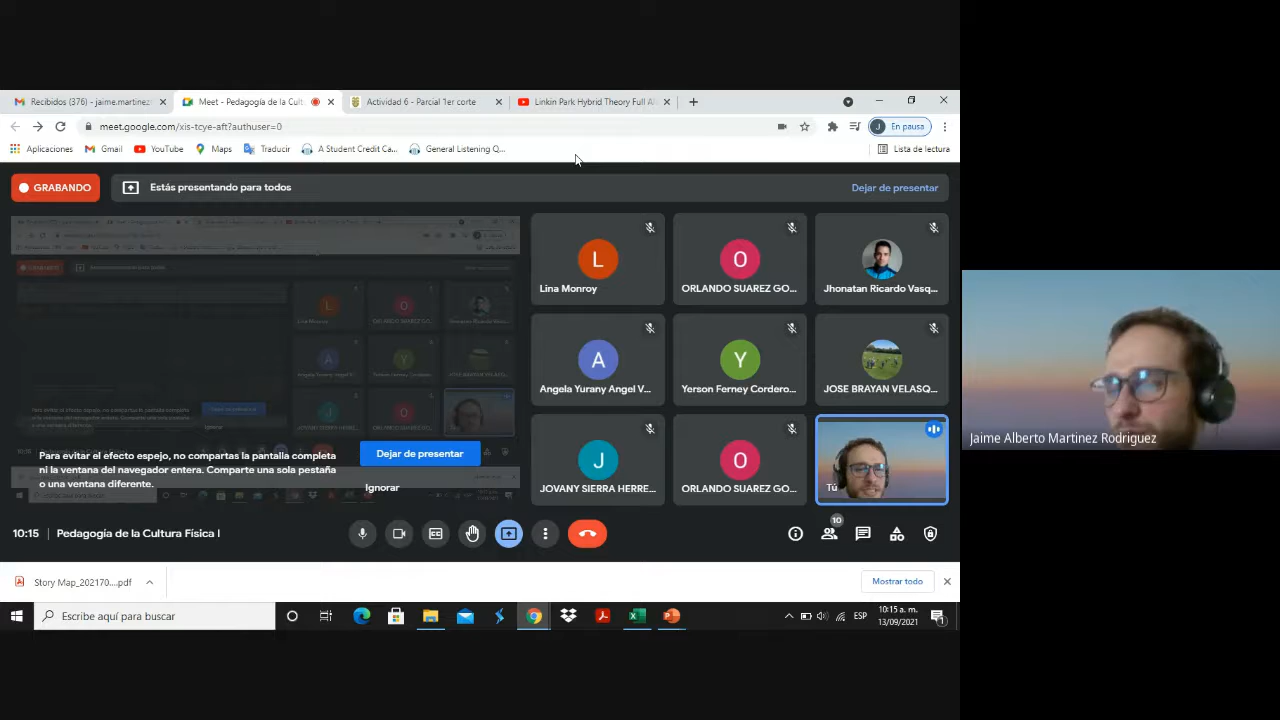 Recibidos (376) - jaime.martinez
Meet - Pedagogía de la Cult
Actividad 6 - Parcial 1er corte
Linkin Park Hybrid Theory Full Al
meet.google.com/xis-tcye-aft?authuser=0
J
En pausa
Aplicaciones
Gmail
YouTube
Maps
Traducir
A Student Credit Ca...
General Listening Q...
Lista de lectura
GRABANDO
Estás presentando para todos
Dejar de presentar
L
Lina Monroy
O
ORLANDO SUAREZ GO...
Jhonatan Ricardo Vasq...
A
Angela Yurany Angel V...
Y
Yerson Ferney Cordero...
JOSE BRAYAN VELASQ...
J
JOVANY SIERRA HERRE...
O
ORLANDO SUAREZ GO...
Tú
Para evitar el efecto espejo, no compartas la pantalla completa
ni la ventana del navegador entera. Comparte una sola pestaña
o una ventana diferente.
Dejar de presentar
Ignorar
Jaime Alberto Martinez Rodriguez
10:15 | Pedagogía de la Cultura Física I
10
Story Map_202170....pdf
Mostrar todo
Escribe aquí para buscar
ESP
10:15 a. m.
13/09/2021
1